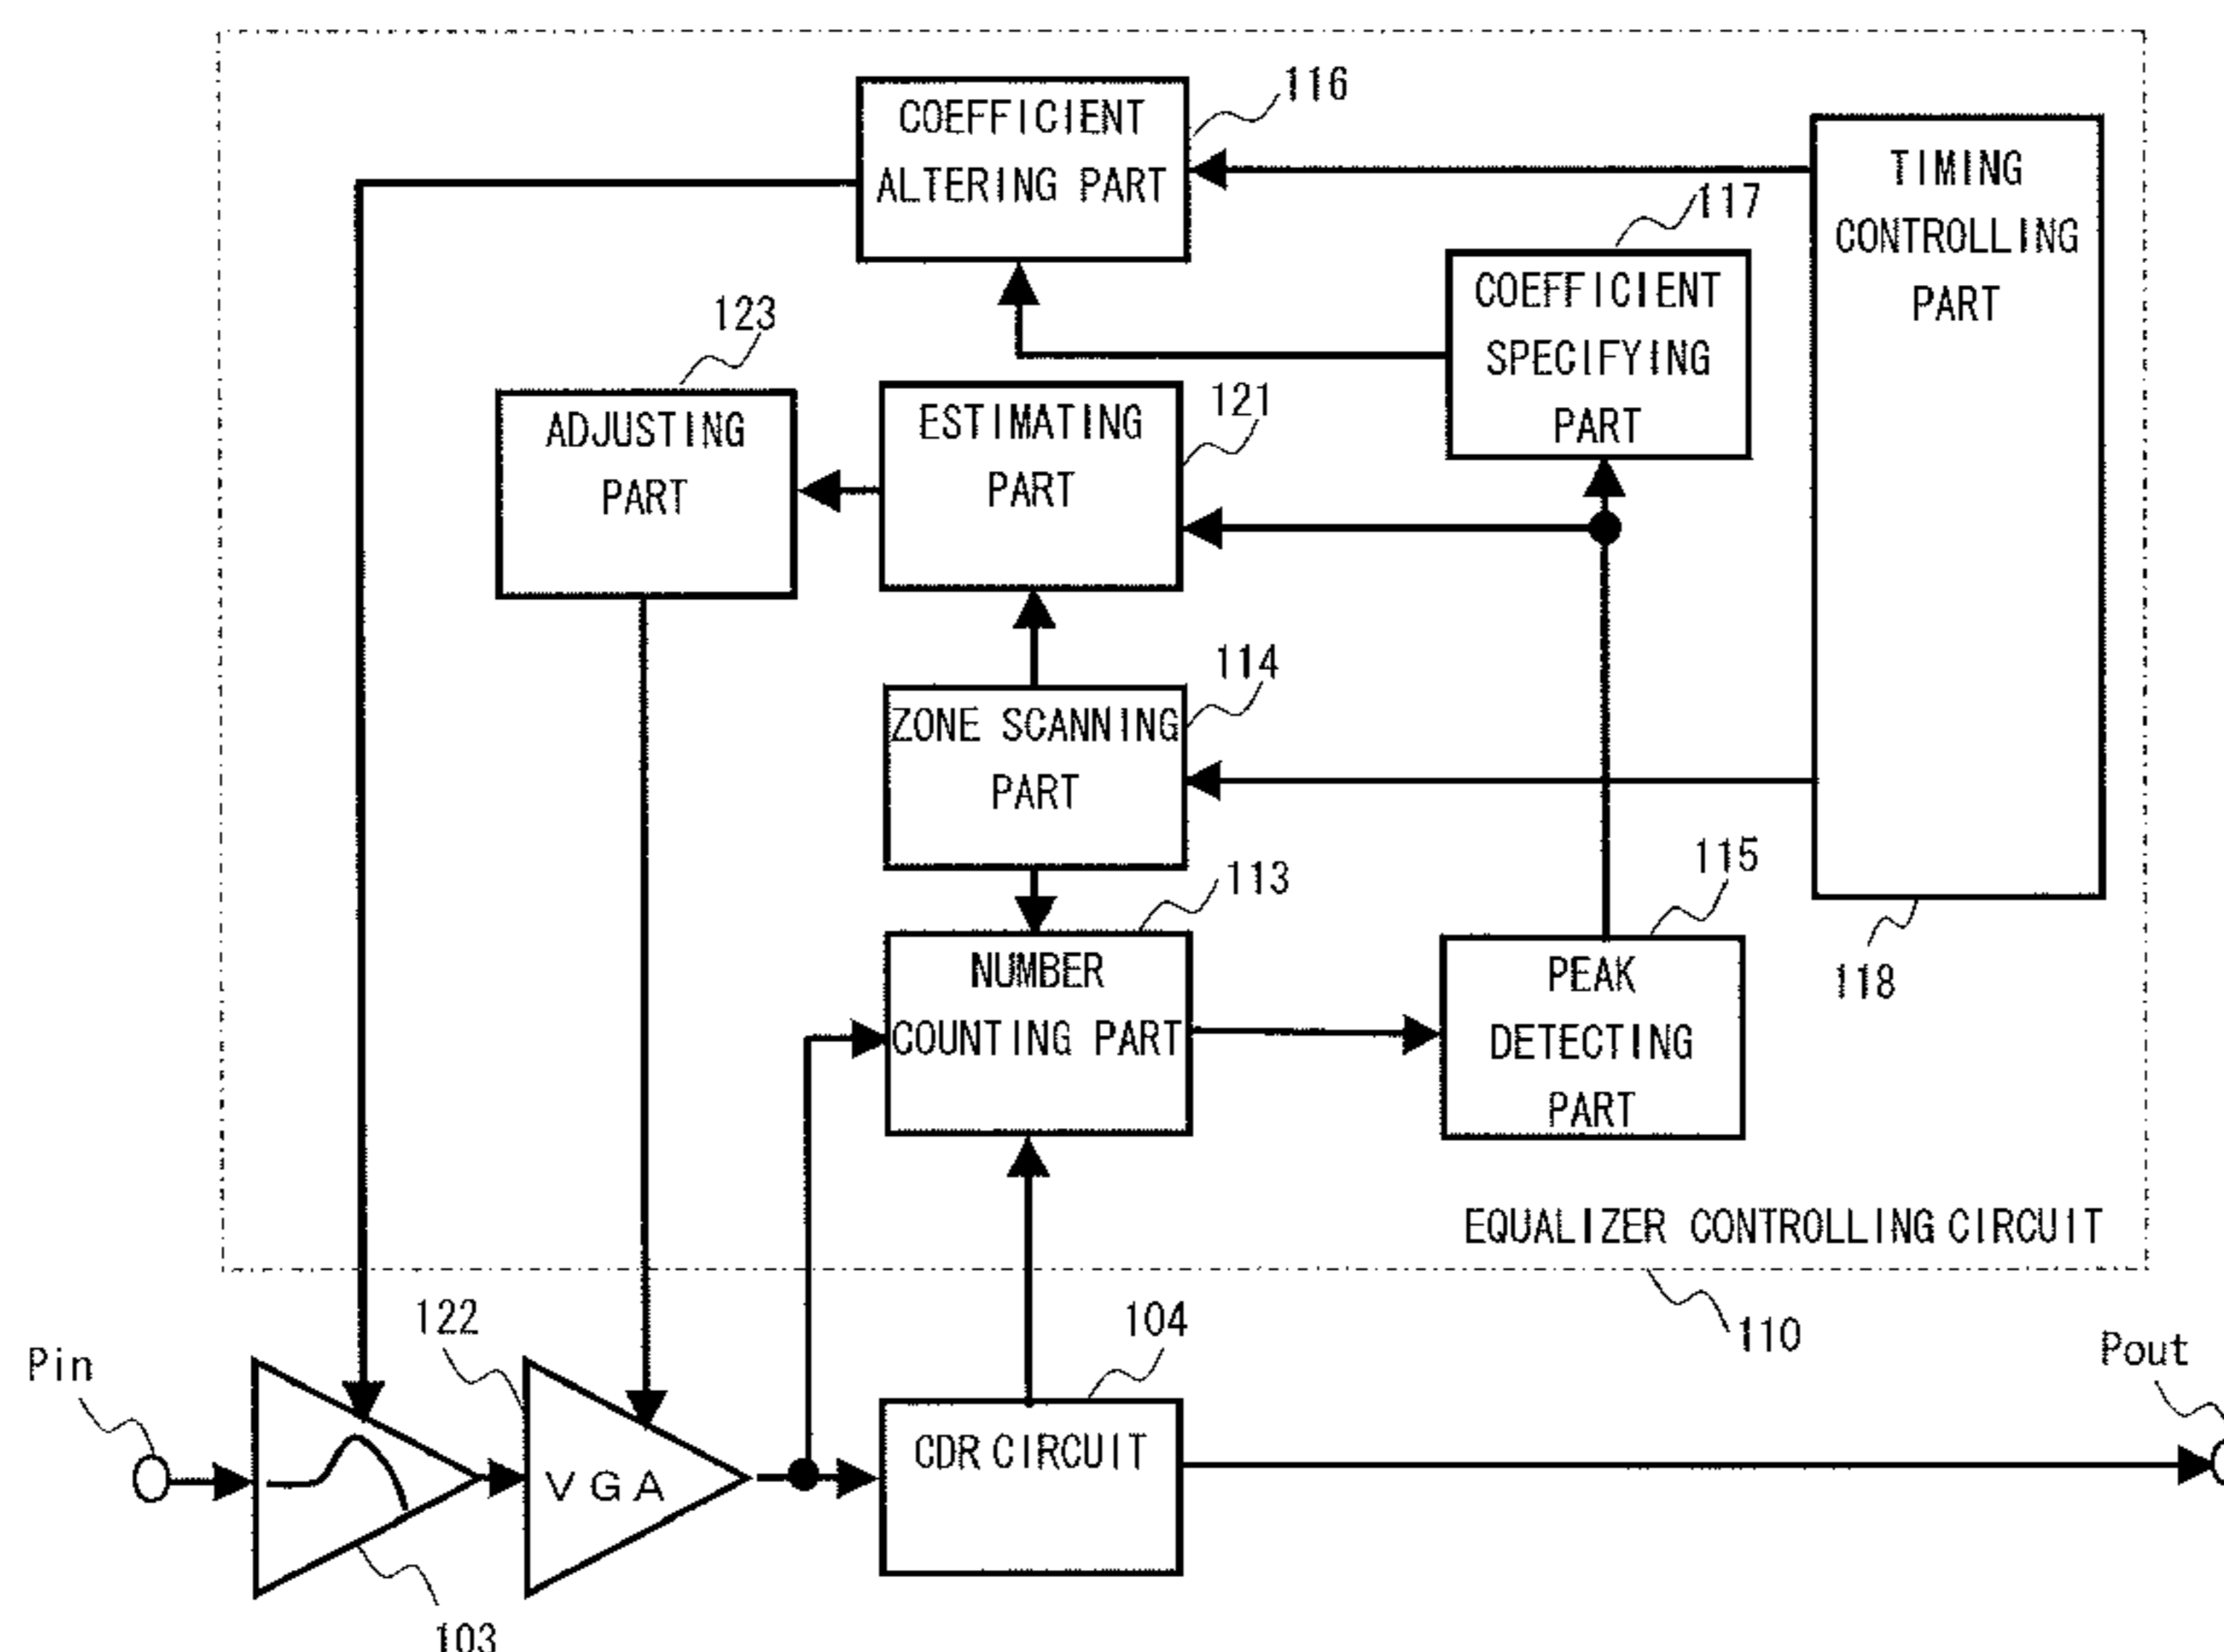 116
COEFFICIENT
ALTERING PART
TIMING
CONTROLLING
PART
117
COEFFICIENT
SPECIFYING
PART
123
ADJUSTING
PART
121
ESTIMATING
PART
114
ZONE SCANNING
PART
113
NUMBER
COUNTING PART
115
PEAK
DETECTING
PART
118
EQUALIZER CONTROLLING CIRCUIT
110
Pin
122
VGA
104
CDR CIRCUIT
Pout
103